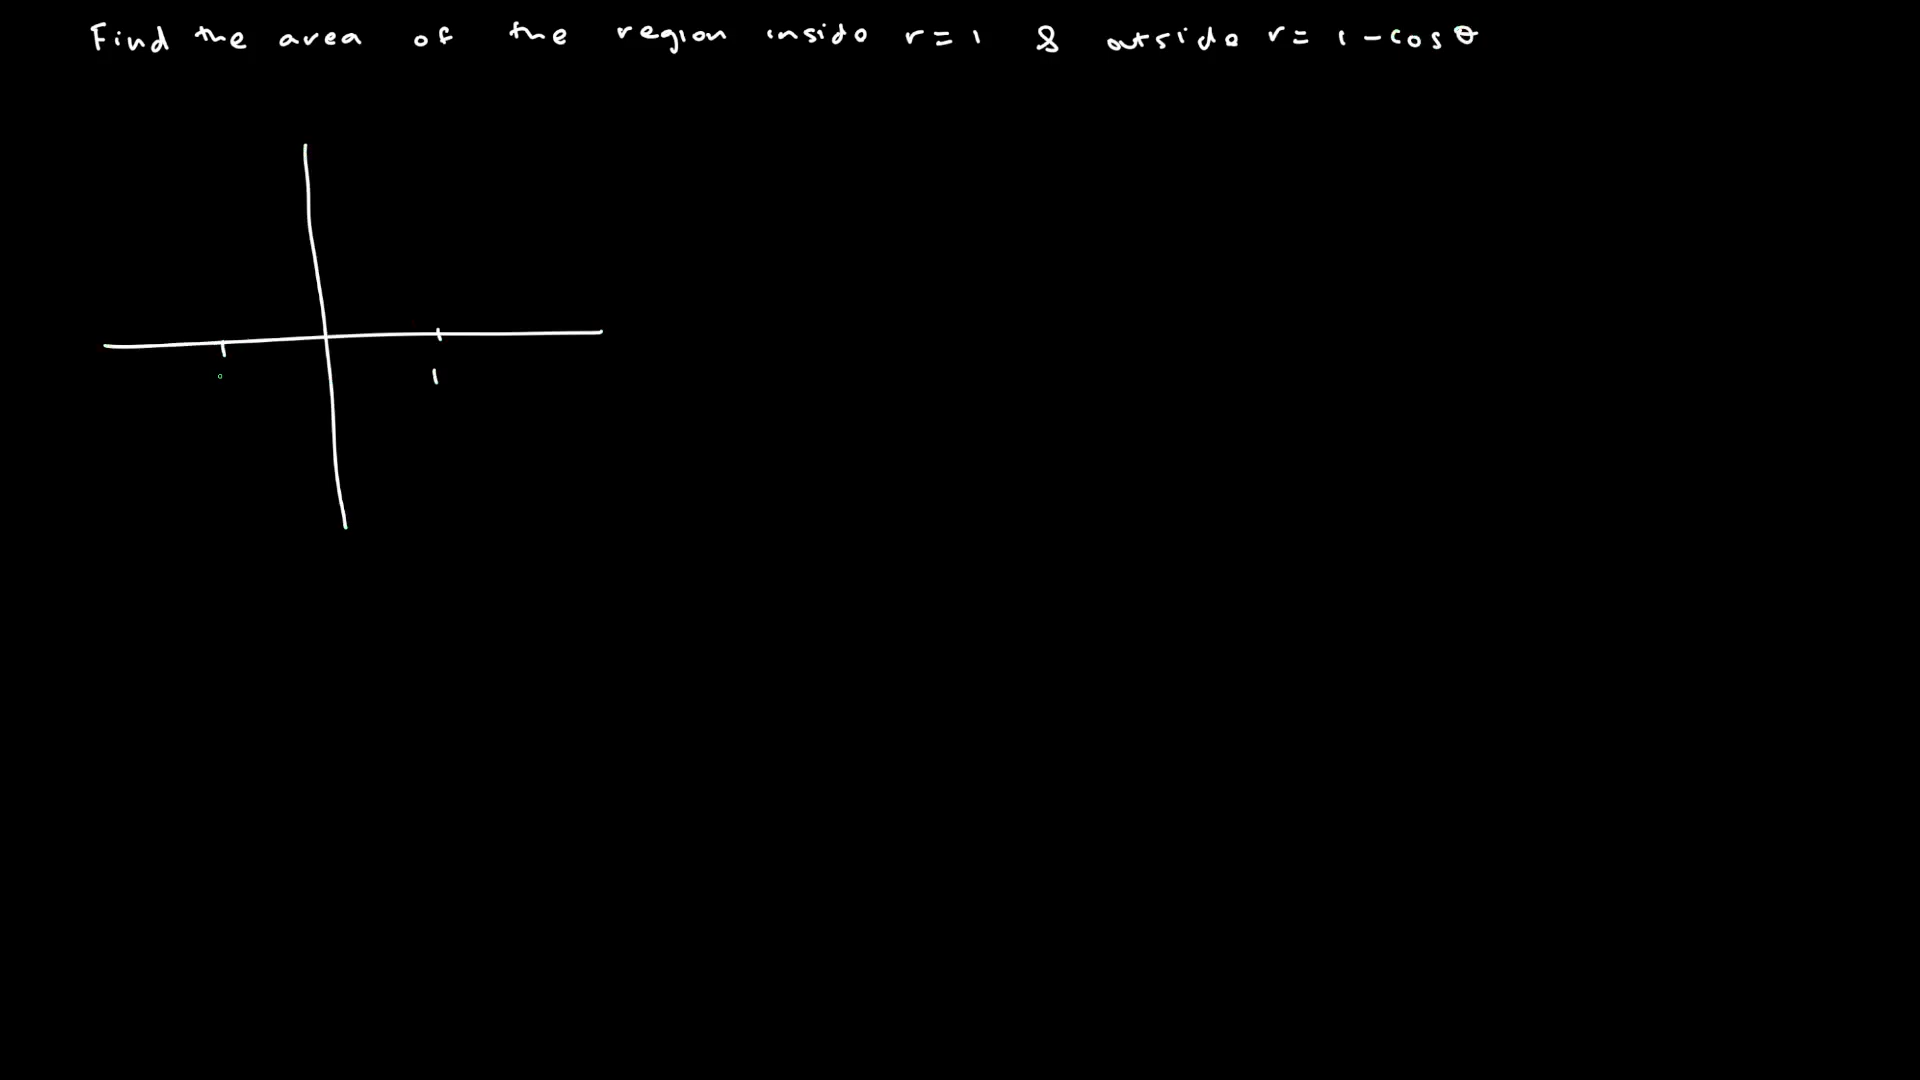 Find the area of the region inside r = 1 & outside r = 1 - cos θ
1